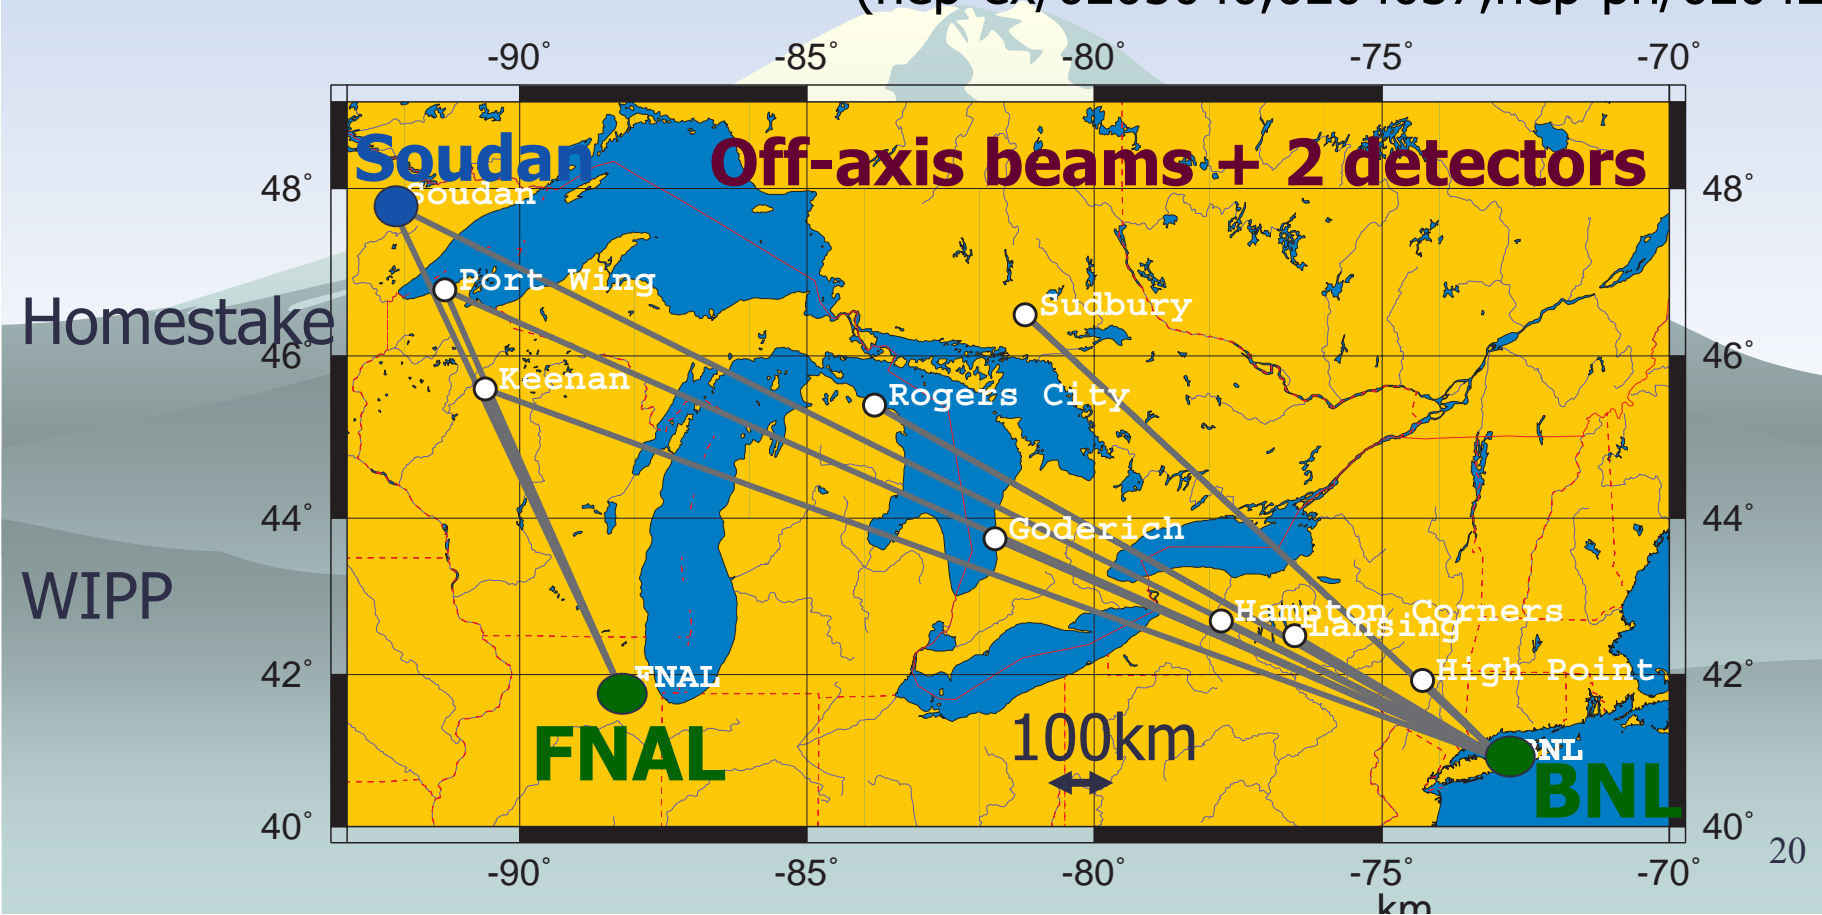 -90° -85° -80° -75° -70°
Soudan
Off-axis beams + 2 detectors
48° Soudan 48°
Port Wing
Homestake
Sudbury
46° 46°
Keenan
Rogers City
44° 44°
Goderich
WIPP
Hampton Corners
Lansing
42° FNAL High Point 42°
FNAL
100km
BNL
BNL
40° 40°
20
-90° -85° -80° -75° -70°
km